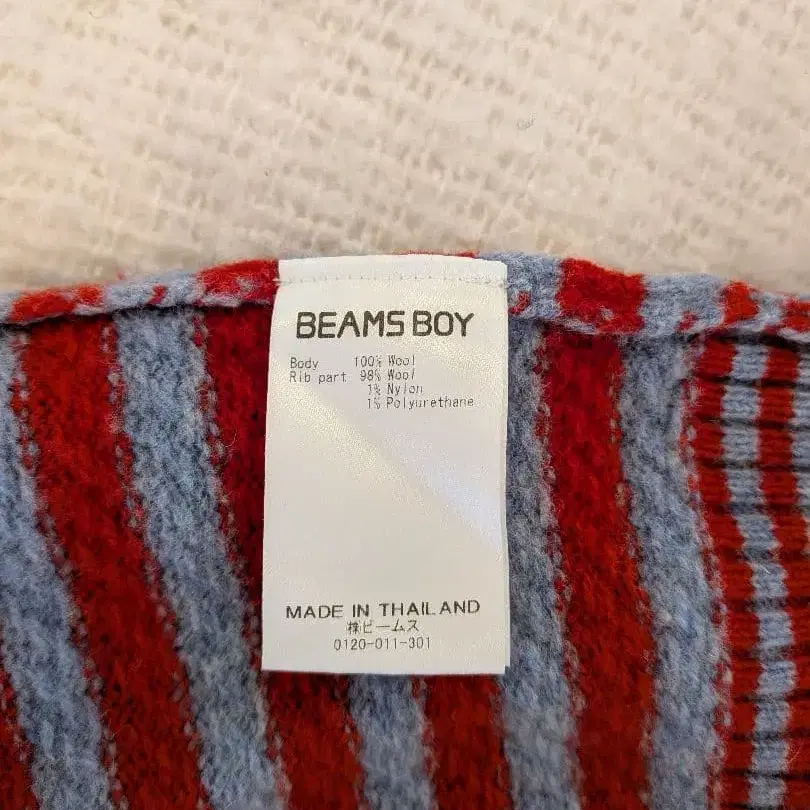 BEAMS BOY
Body 100% Wool
Rib part 98% Wool
1% Nylon
1% Polyurethane
MADE IN THAILAND
㈱ビームス
0120-011-301